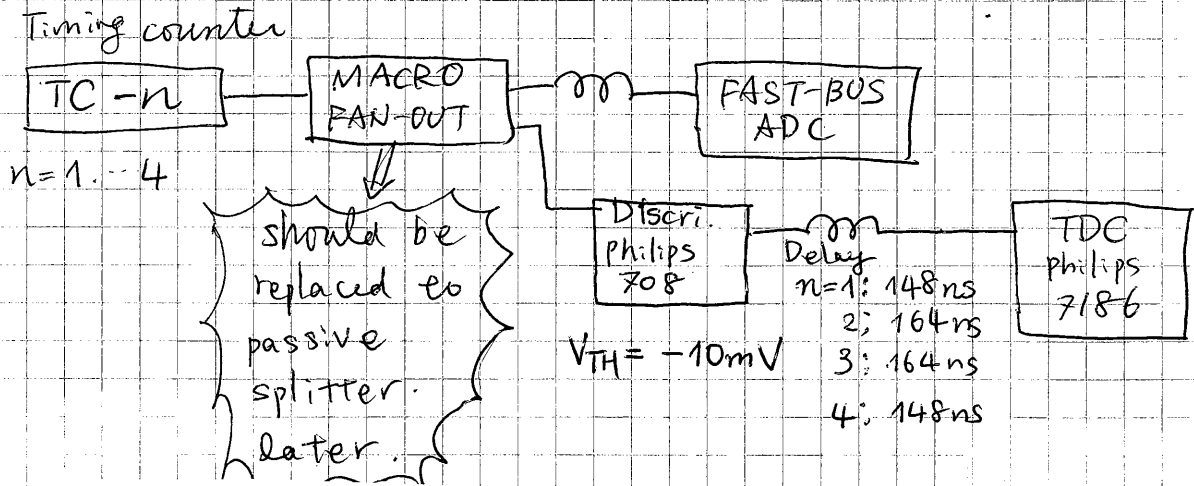 Timing counter
TC-n
n=1....4
MACRO
FAN-OUT
FAST-BUS
ADC
should be
replaced to
passive
splitter.
later.
Discri.
philips
708
VTH = -10mV
Delay
n=1: 148ns
2; 164ns
3: 164ns
4; 148ns
TDC
philips
7186